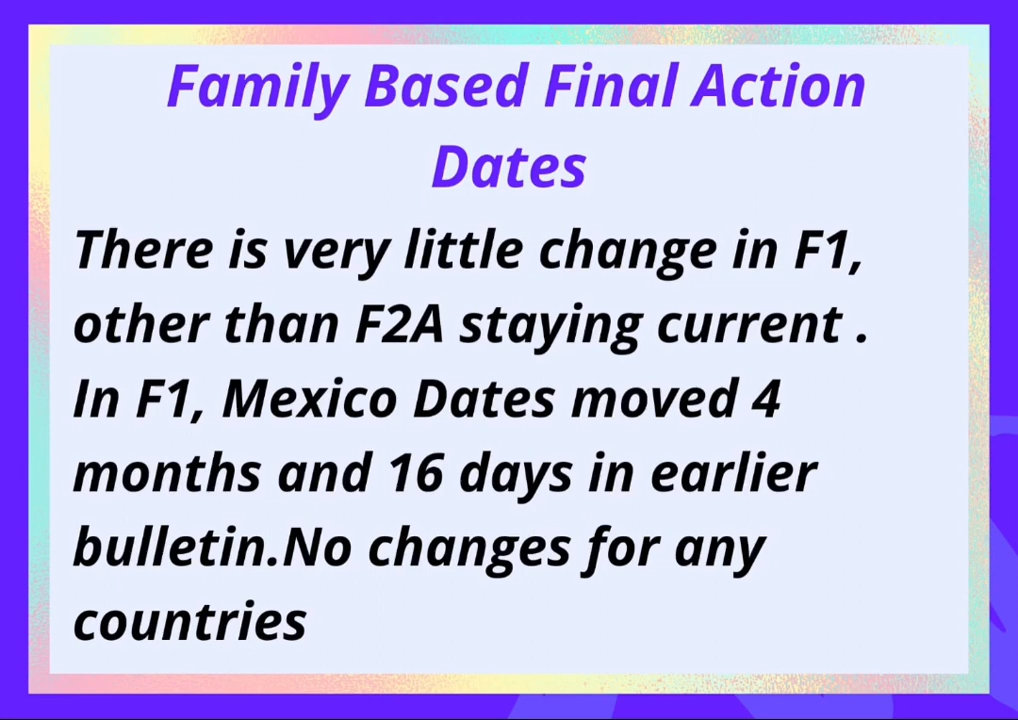 Family Based Final Action
Dates
There is very little change in F1,
other than F2A staying current .
In F1, Mexico Dates moved 4
months and 16 days in earlier
bulletin.No changes for any
countries